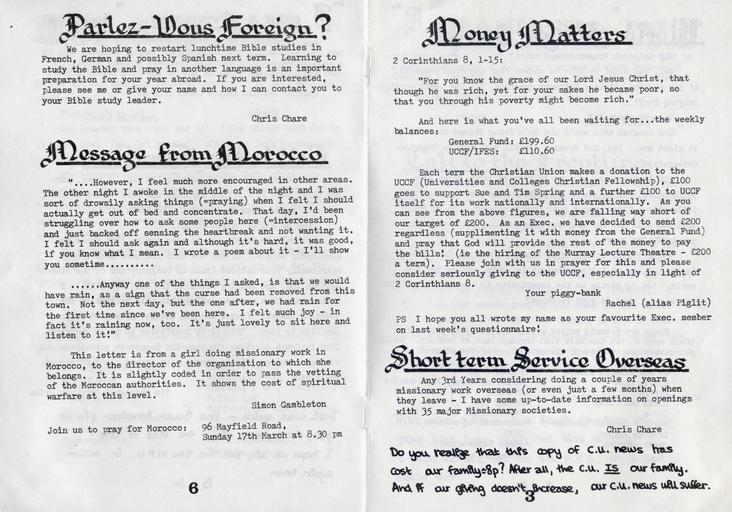 Parlez-Vous Foreign?
We are hoping to restart lunchtime Bible studies in
French, German and possibly Spanish next term. Learning to
study the Bible and pray in another language is an important
preparation for your year abroad. If you are interested,
please see me or give your name and how I can contact you to
your Bible study leader.
Chris Chare
Message from Morocco
"....However, I feel much more encouraged in other areas.
The other night I awoke in the middle of the night and I was
sort of drowsily asking things (=praying) when I felt I should
actually get out of bed and concentrate. That day, I'd been
struggling over how to ask some people here (=intercession)
and just backed off sensing the heartbreak and not wanting it.
I felt I should ask again and although it's hard, it was good,
if you know what I mean. I wrote a poem about it - I'll show
you sometime..........
......Anyway one of the things I asked, is that we would
have rain, as a sign that the curse had been removed from this
town. Not the next day, but the one after, we had rain for
the first time since we've been here. I felt such joy - in
fact it's raining now, too. It's just lovely to sit here and
listen to it!"
This letter is from a girl doing missionary work in
Morocco, to the director of the organization to which she
belongs. It is slightly coded in order to pass the vetting
of the Moroccan authorities. It shows the cost of spiritual
warfare at this level.
Simon Gambleton
Join us to pray for Morocco: 96 Mayfield Road,
Sunday 17th March at 8.30 pm
6
Money Matters
2 Corinthians 8, 1-15:
"For you know the grace of our Lord Jesus Christ, that
though he was rich, yet for your sakes he became poor, so
that you through his poverty might become rich."
And here is what you've all been waiting for...the weekly
balances:
General Fund: £199.60
UCCF/IFES: £110.60
Each term the Christian Union makes a donation to the
UCCF (Universities and Colleges Christian Fellowship), £100
goes to support Sue and Tim Spring and a further £100 to UCCF
itself for its work nationally and internationally. As you
can see from the above figures, we are falling way short of
our target of £200. As an Exec. we have decided to send £200
regardless (supplimenting it with money from the General Fund)
and pray that God will provide the rest of the money to pay
the bills! (ie the hiring of the Murray Lecture Theatre - £200
a term). Please join with us in prayer for this and please
consider seriously giving to the UCCF, especially in light of
2 Corinthians 8.
Your piggy-bank
Rachel (alias Piglit)
PS I hope you all wrote my name as your favourite Exec. member
on last week's questionnaire!
Short term Service Overseas
Any 3rd Years considering doing a couple of years
missionary work overseas (or even just a few months) when
they leave - I have some up-to-date information on openings
with 35 major Missionary societies.
Chris Chare
Do you realize that this copy of C.U. news has
cost our family 8p? After all, the C.U. IS our family.
And if our giving doesn't increase, our C.U. news will suffer.
3